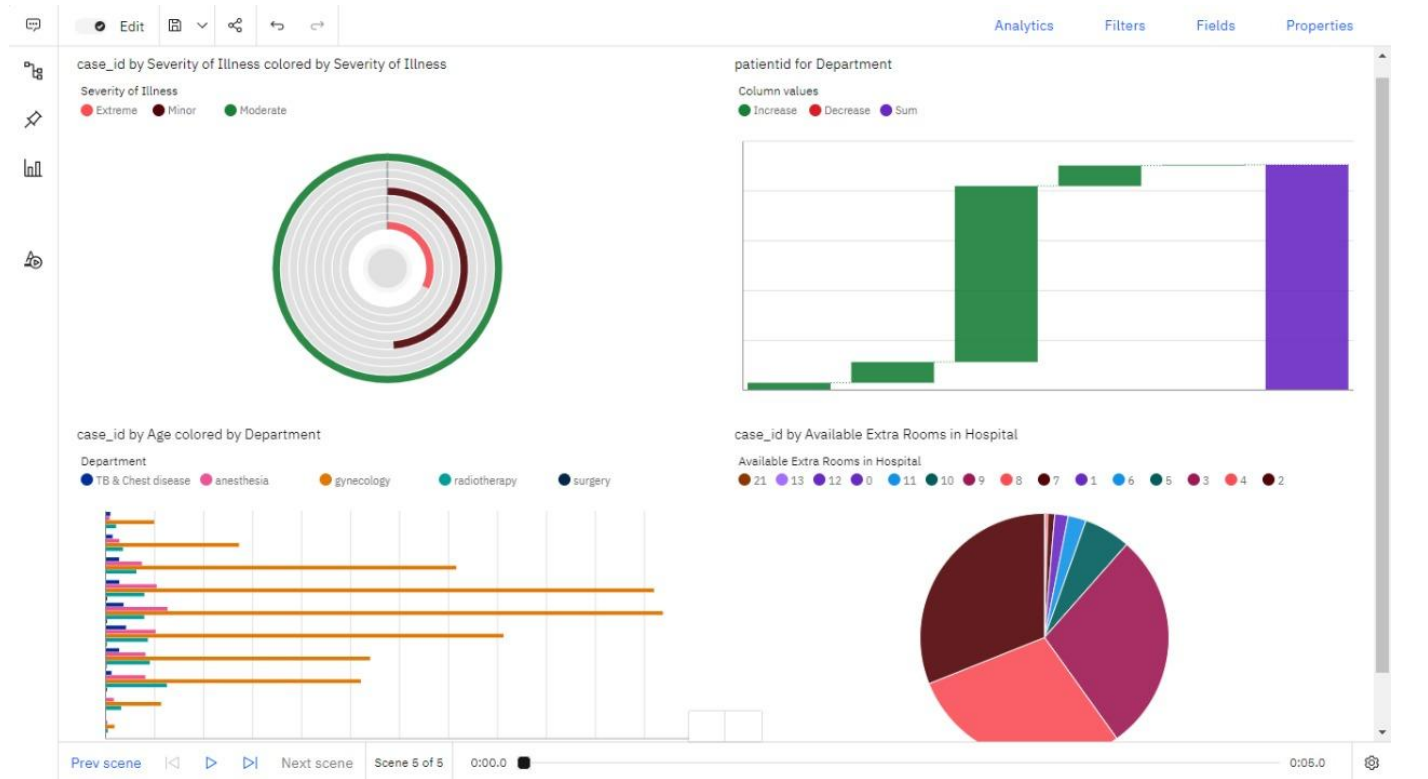 Edit
Analytics Filters Fields Properties
case_id by Severity of Illness colored by Severity of Illness
Severity of Illness
Extreme Minor Moderate
patientid for Department
Column values
Increase Decrease Sum
case_id by Age colored by Department
Department
TB & Chest disease anesthesia gynecology radiotherapy surgery
case_id by Available Extra Rooms in Hospital
Available Extra Rooms in Hospital
21 13 12 0 11 10 9 8 7 1 6 5 3 4 2
Prev scene Next scene Scene 5 of 5 0:00.0 0:05.0